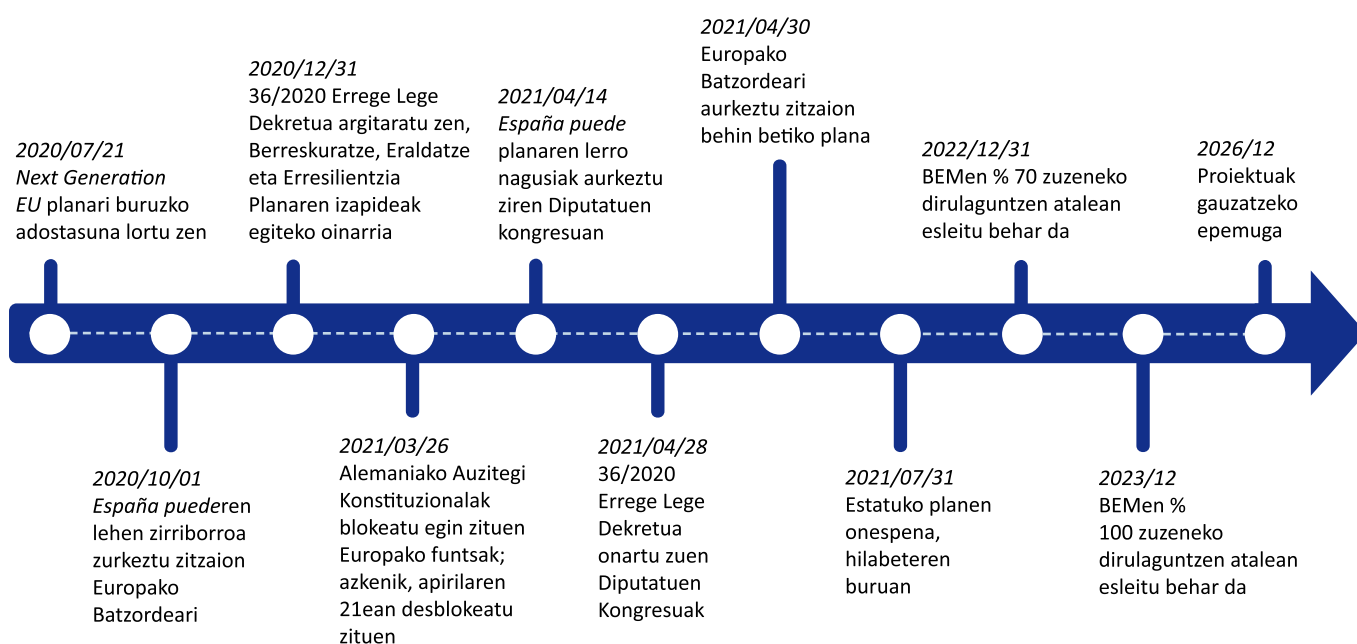 2020/07/21
Next Generation
EU planari buruzko
adostasuna lortu zen
2020/10/01
España puederen
lehen zirriborroa
zurkeztu zitzaion
Europako
Batzordeari
2020/12/31
36/2020 Errege Lege
Dekretua argitaratu zen,
Berreskuratze, Eraldatze
eta Erresilientzia
Planaren izapideak
egiteko oinarria
2021/03/26
Alemaniako Auzitegi
Konstituzionalak
blokeatu egin zituen
Europako funtsak;
azkenik, apirilaren
21ean desblokeatu
zituen
2021/04/14
España puede
planaren lerro
nagusiak aurkeztu
ziren Diputatuen
kongresuan
2021/04/28
36/2020
Errege Lege
Dekretua
onartu zuen
Diputatuen
Kongresuak
2021/04/30
Europako
Batzordeari
aurkeztu zitzaion
behin betiko plana
2021/07/31
Estatuko planen
onespena,
hilabeteren
buruan
2022/12/31
BEMen % 70 zuzeneko
dirulaguntzen atalean
esleitu behar da
2023/12
BEMen %
100 zuzeneko
dirulaguntzen atalean
esleitu behar da
2026/12
Proiektuak
gauzatzeko
epemuga